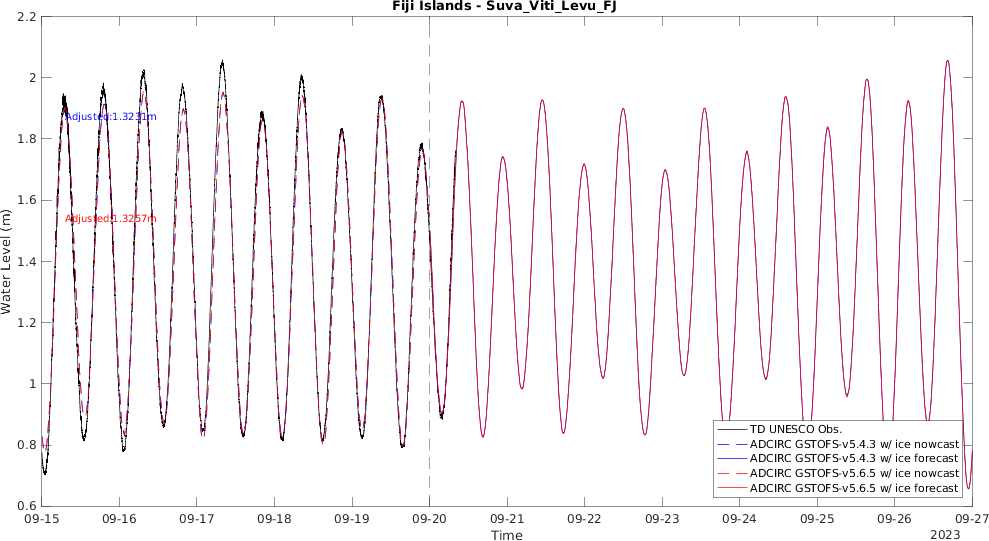 Fiji Islands - Suva_Viti_Levu_FJ
2.2
2
1.8
1.6
1.4
1.2
1
0.8
0.6
Water Level (m)
Adjusted:1.3231m
Adjusted:1.3257m
TD UNESCO Obs.
ADCIRC GSTOFS-v5.4.3 w/ ice nowcast
ADCIRC GSTOFS-v5.4.3 w/ ice forecast
ADCIRC GSTOFS-v5.6.5 w/ ice nowcast
ADCIRC GSTOFS-v5.6.5 w/ ice forecast
09-15 09-16 09-17 09-18 09-19 09-20 09-21 09-22 09-23 09-24 09-25 09-26 09-27
Time
2023